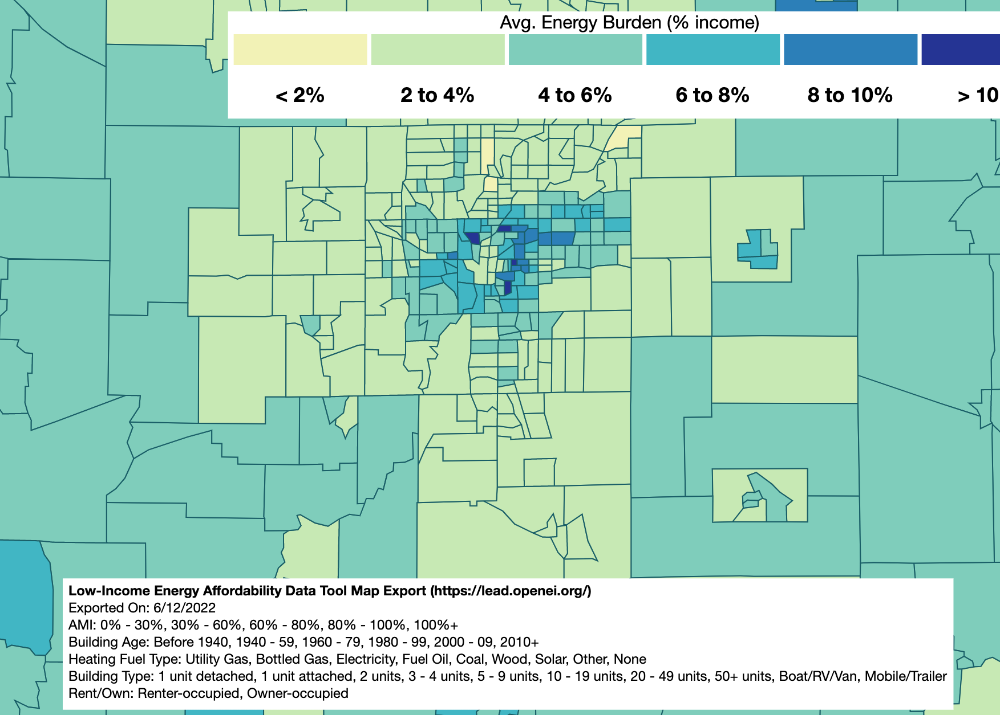 Avg. Energy Burden (% income)
< 2% 2 to 4% 4 to 6% 6 to 8% 8 to 10% > 10
Low-Income Energy Affordability Data Tool Map Export (https://lead.openei.org/)
Exported On: 6/12/2022
AMI: 0% - 30%, 30% - 60%, 60% - 80%, 80% - 100%, 100%+
Building Age: Before 1940, 1940 - 59, 1960 - 79, 1980 - 99, 2000 - 09, 2010+
Heating Fuel Type: Utility Gas, Bottled Gas, Electricity, Fuel Oil, Coal, Wood, Solar, Other, None
Building Type: 1 unit detached, 1 unit attached, 2 units, 3 - 4 units, 5 - 9 units, 10 - 19 units, 20 - 49 units, 50+ units, Boat/RV/Van, Mobile/Trailer
Rent/Own: Renter-occupied, Owner-occupied